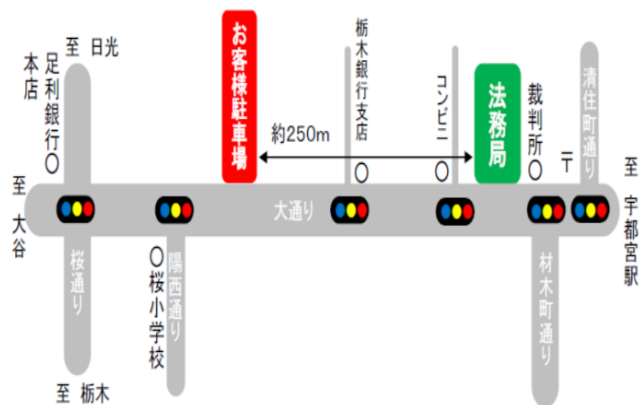 至 日光
足利銀行
本店
お客様駐車場
約250m
栃木銀行支店
コンビニ
法務局
裁判所
〒
清住町通り
至 大谷
大通り
至 宇都宮駅
桜通り
桜小学校
陽西通り
材木町通り
至 栃木